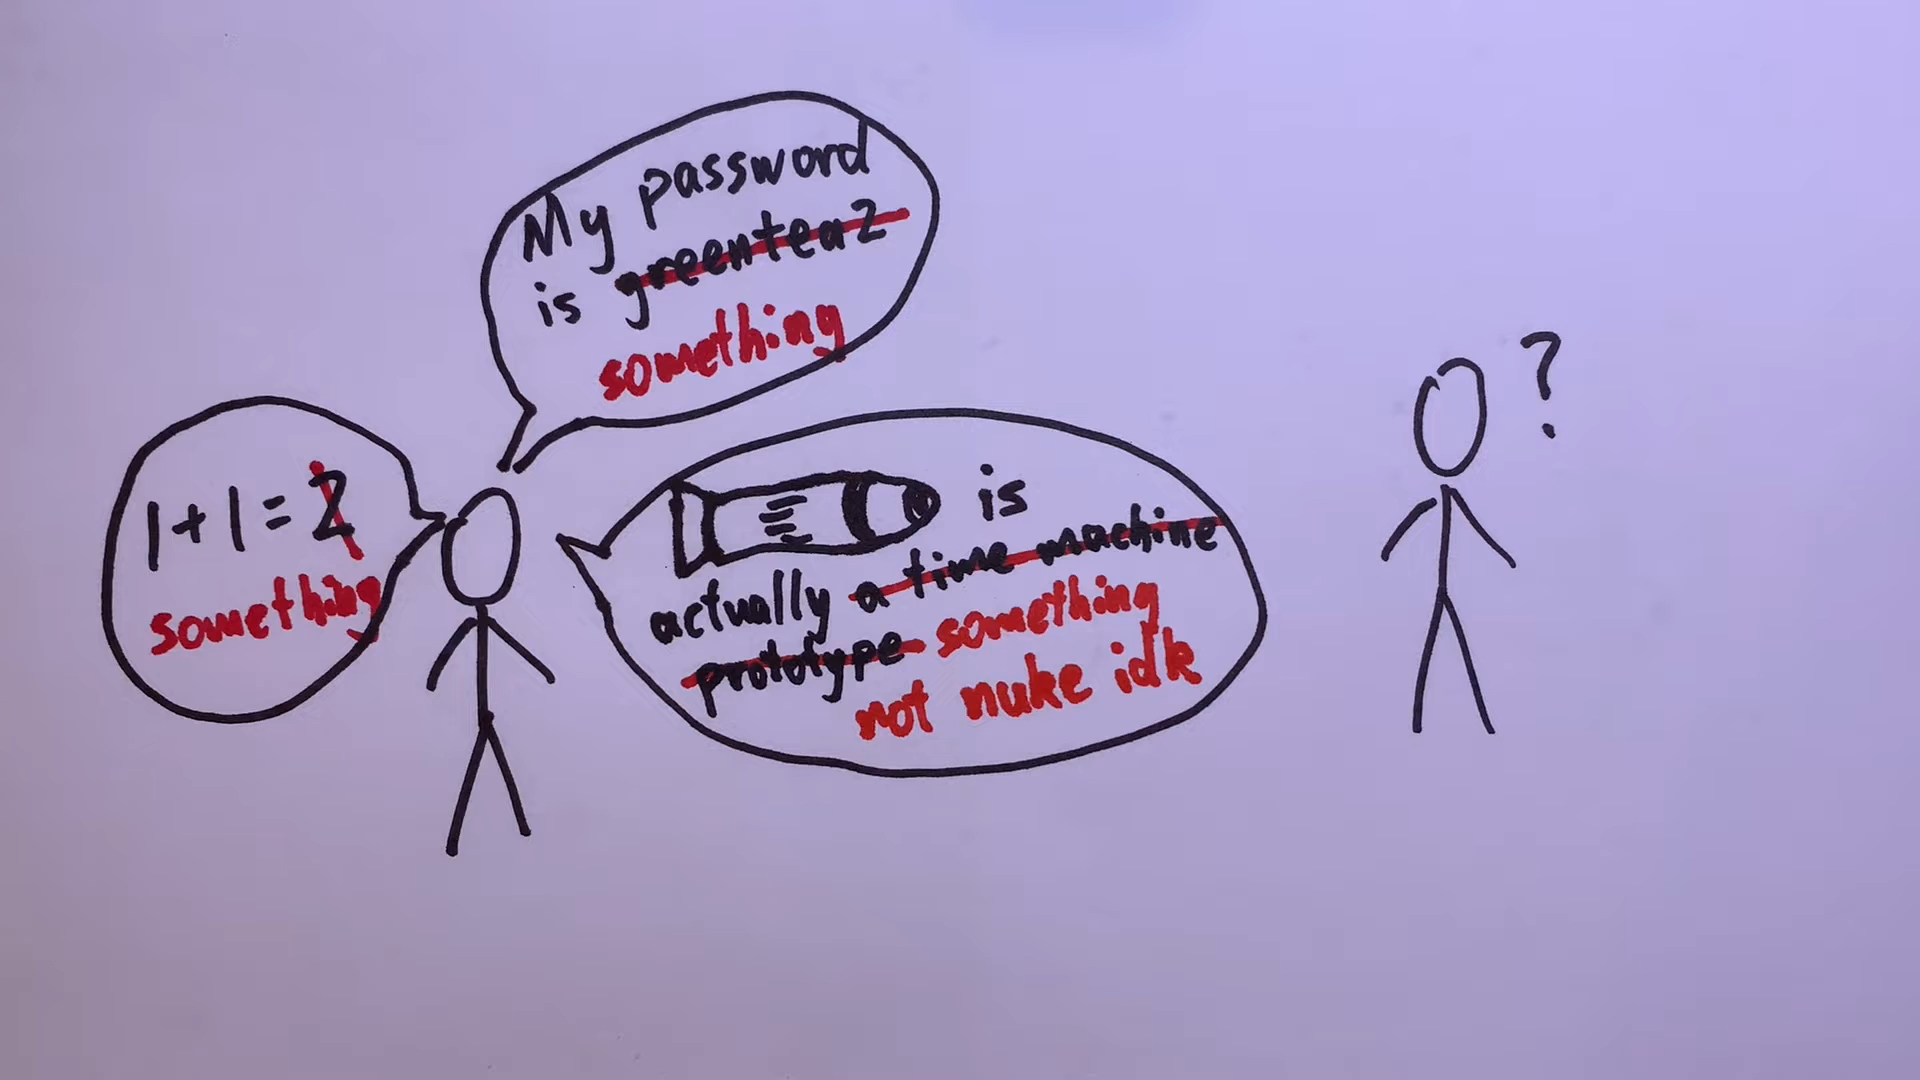 My password
is greentea2
something
1+1=2
something
is
actually a time machine
prototype something
not nuke idk
?